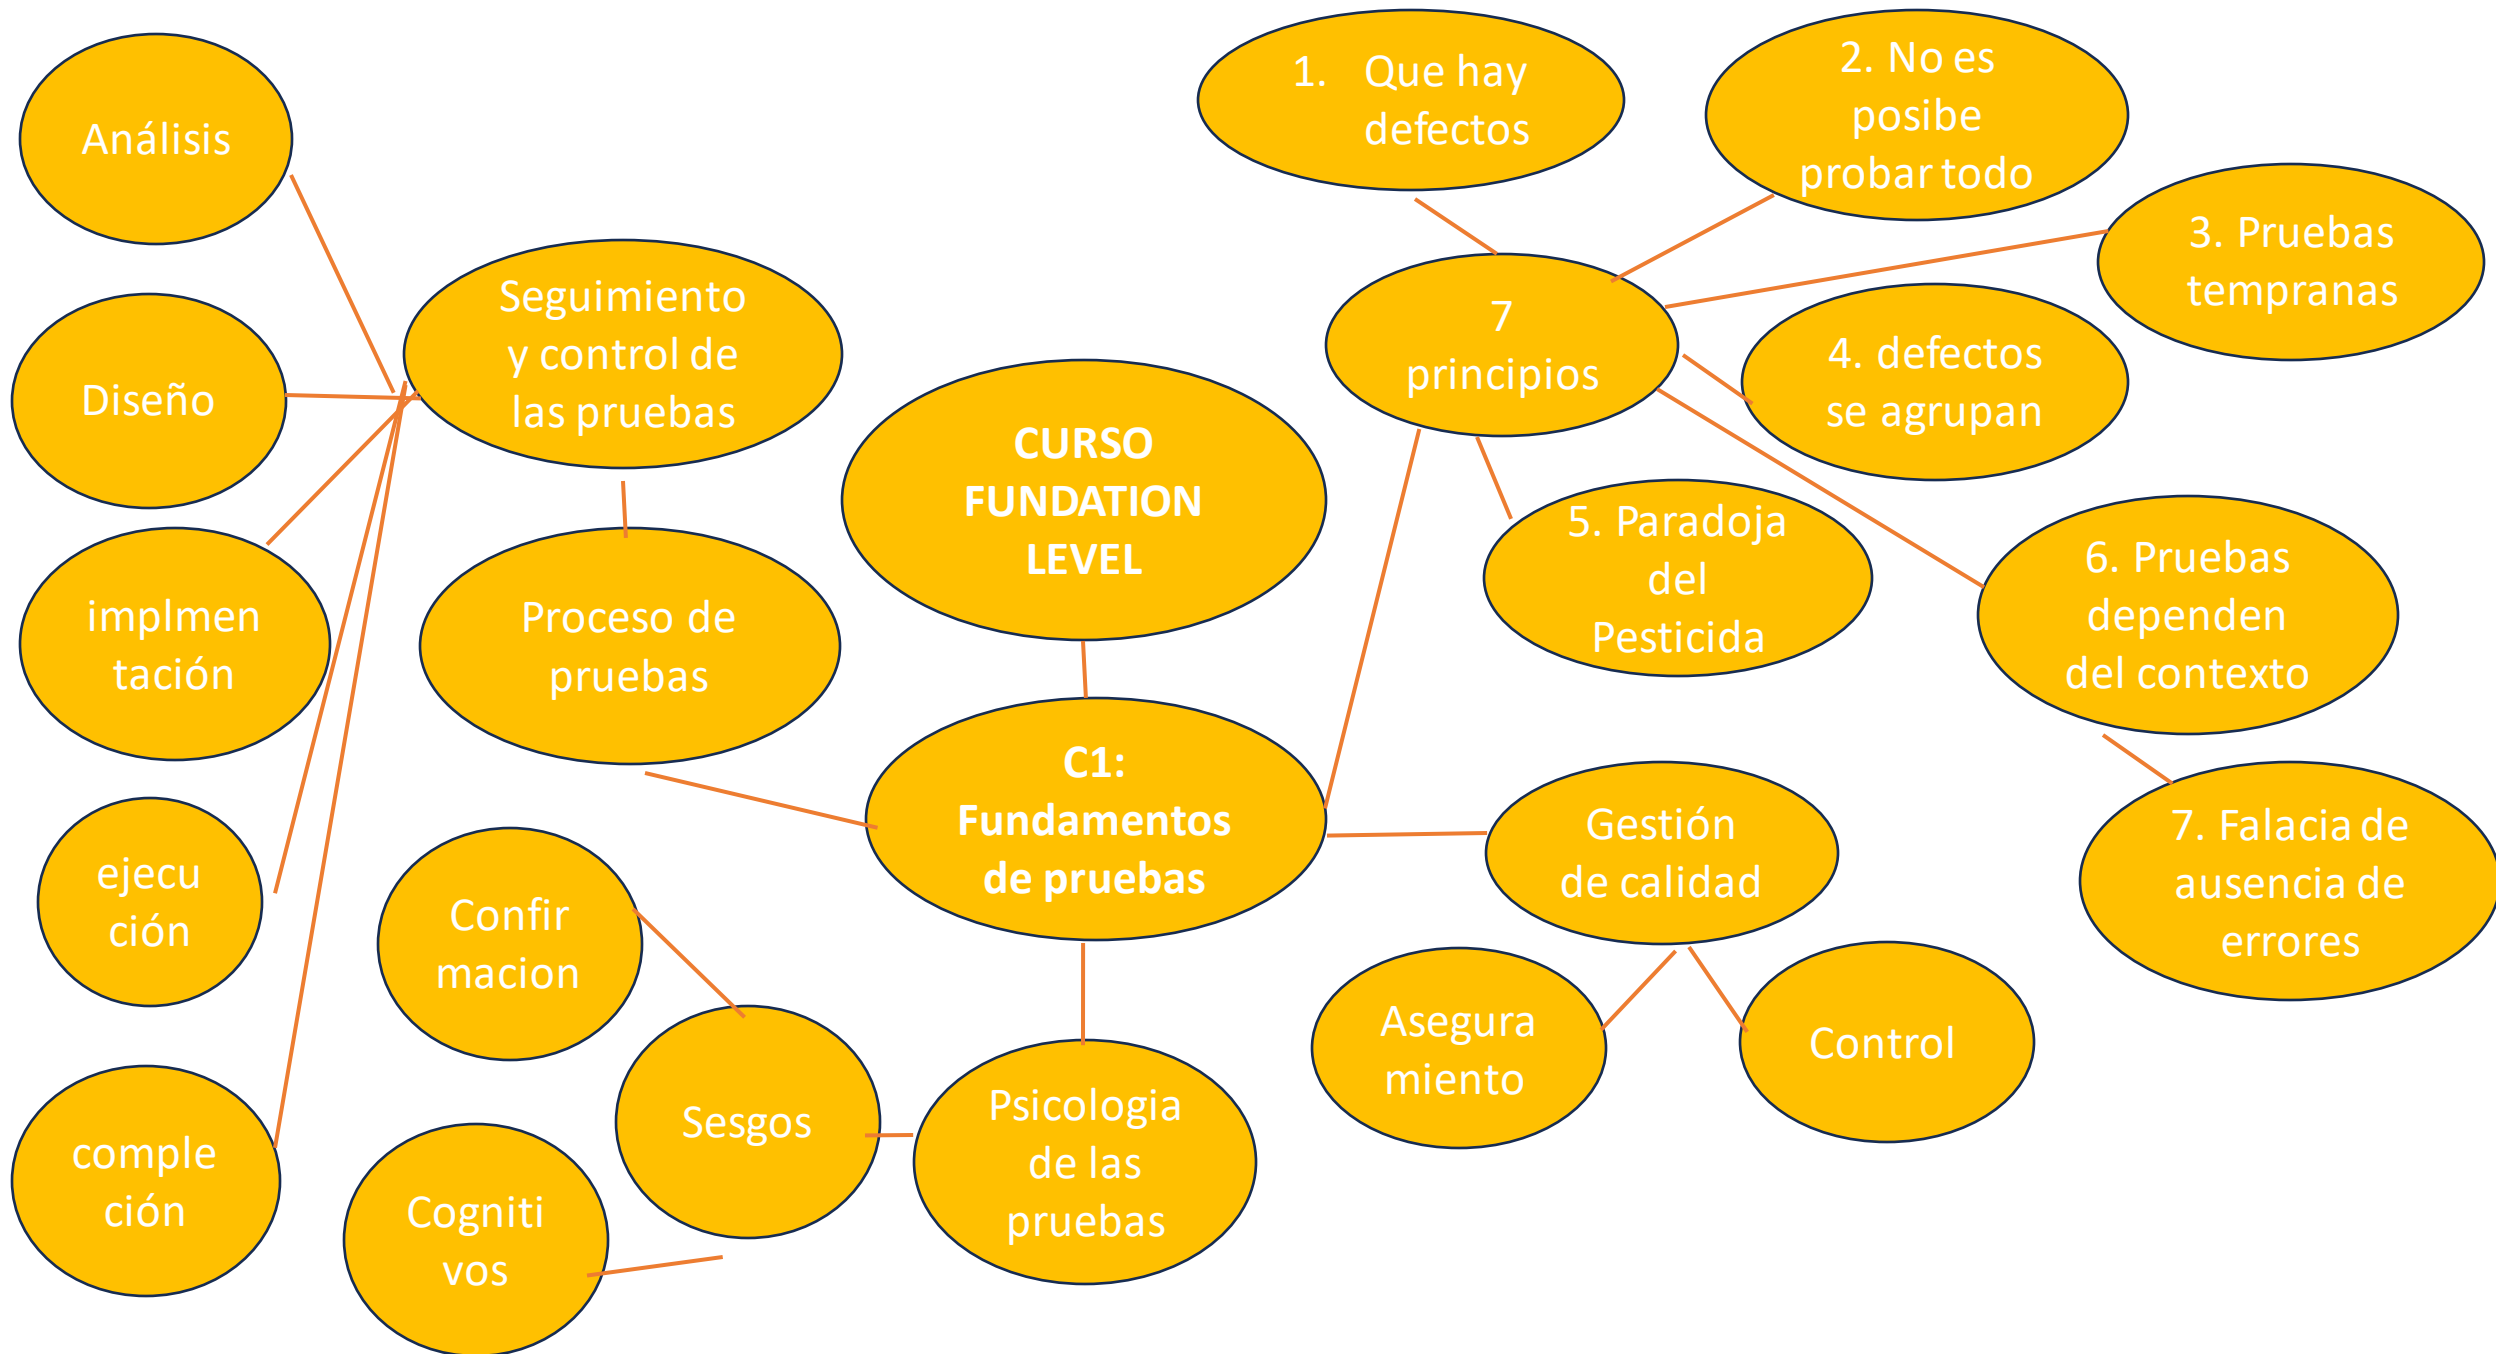 Análisis
Diseño
implmen
tación
ejecu
ción
comple
ción
Seguimiento
y control de
las pruebas
Proceso de
pruebas
Confir
macion
Sesgos
Cogniti
vos
CURSO
FUNDATION
LEVEL
C1:
Fundamentos
de pruebas
Psicologia
de las
pruebas
1. Que hay
defectos
2. No es
posibe
probar todo
3. Pruebas
tempranas
7
principios
4. defectos
se agrupan
5. Paradoja
del
Pesticida
6. Pruebas
dependen
del contexto
7. Falacia de
ausencia de
errores
Gestión
de calidad
Asegura
miento
Control